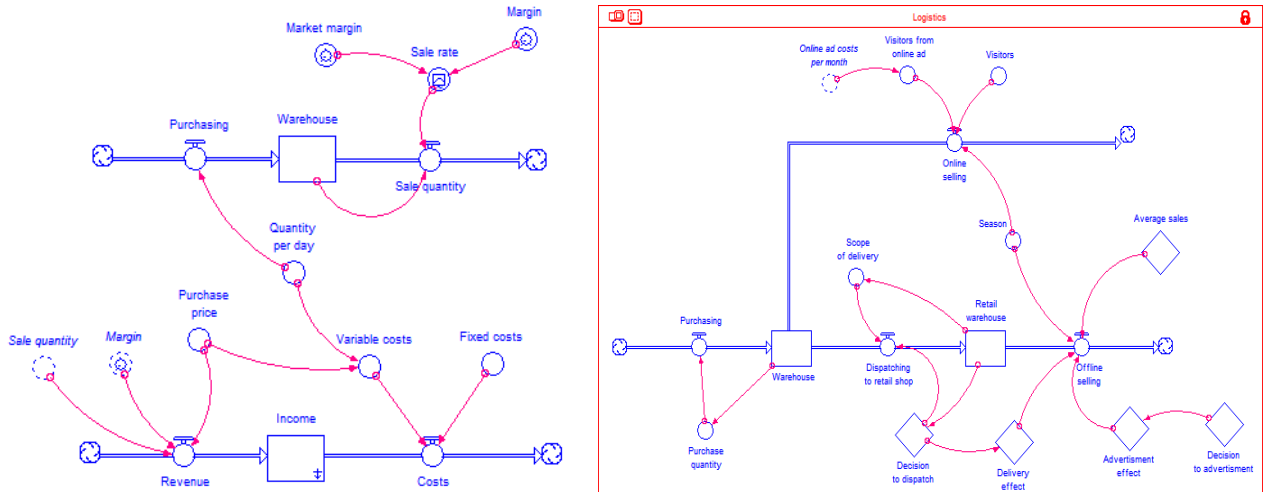 Market margin
Margin
Sale rate
Purchasing
Warehouse
Sale quantity
Quantity
per day
Purchase
price
Sale quantity
Margin
Variable costs
Fixed costs
Income
Revenue
Costs
Logistics
Online ad costs
per month
Visitors from
online ad
Visitors
Online
selling
Season
Average sales
Scope
of delivery
Retail
warehouse
Purchasing
Warehouse
Dispatching
to retail shop
Offline
selling
Purchase
quantity
Decision
to dispatch
Delivery
effect
Advertisment
effect
Decision
to advertisment